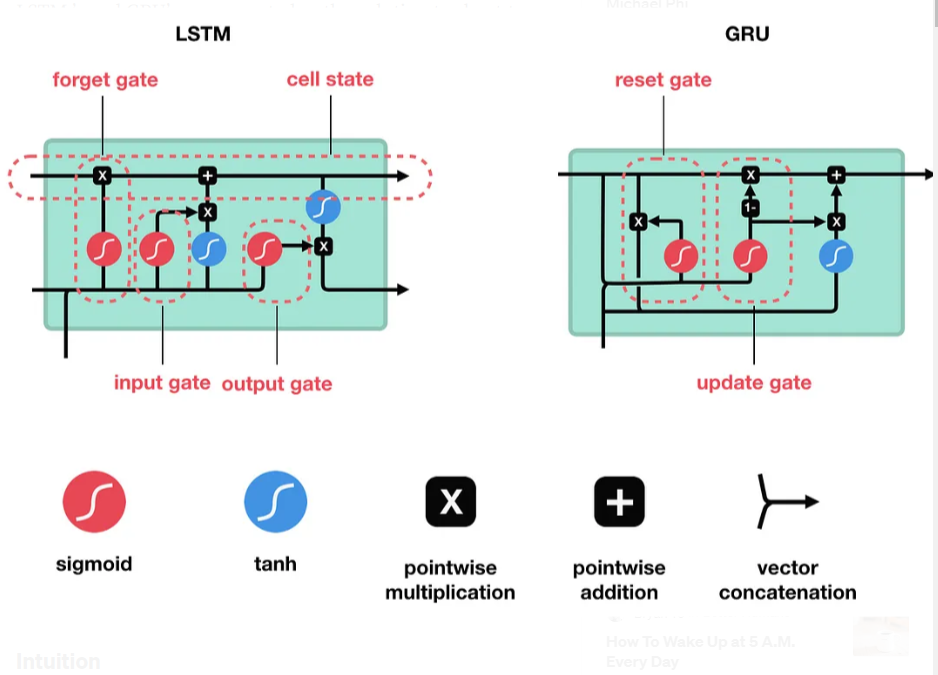 Michael Phi
LSTM
GRU
forget gate
cell state
reset gate
X
+
X
X
X
X
+
1-
X
input gate
output gate
update gate
X
+
sigmoid
tanh
pointwise
multiplication
pointwise
addition
vector
concatenation
How To Wake Up at 5 A.M.
Every Day
Intuition